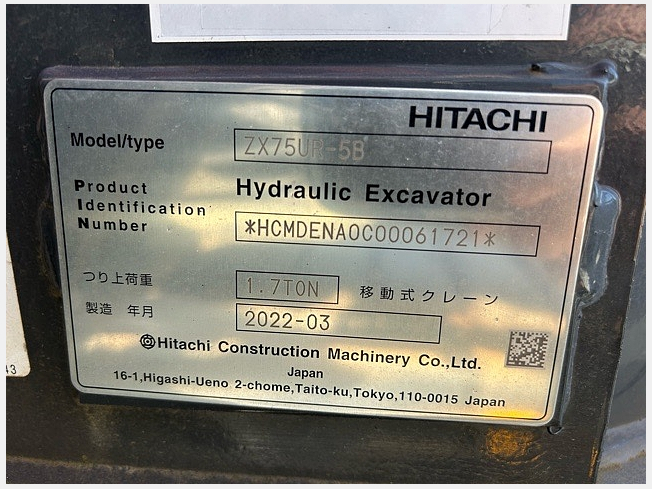 HITACHI
Model/type ZX75UR-5B
Product Identification Number
Hydraulic Excavator
*HCMDENA0C00061721*
つり上荷重 1.7TON 移動式クレーン
製造 年月 2022-03
Hitachi Construction Machinery Co.,Ltd.
Japan
16-1,Higashi-Ueno 2-chome,Taito-ku,Tokyo,110-0015 Japan
43